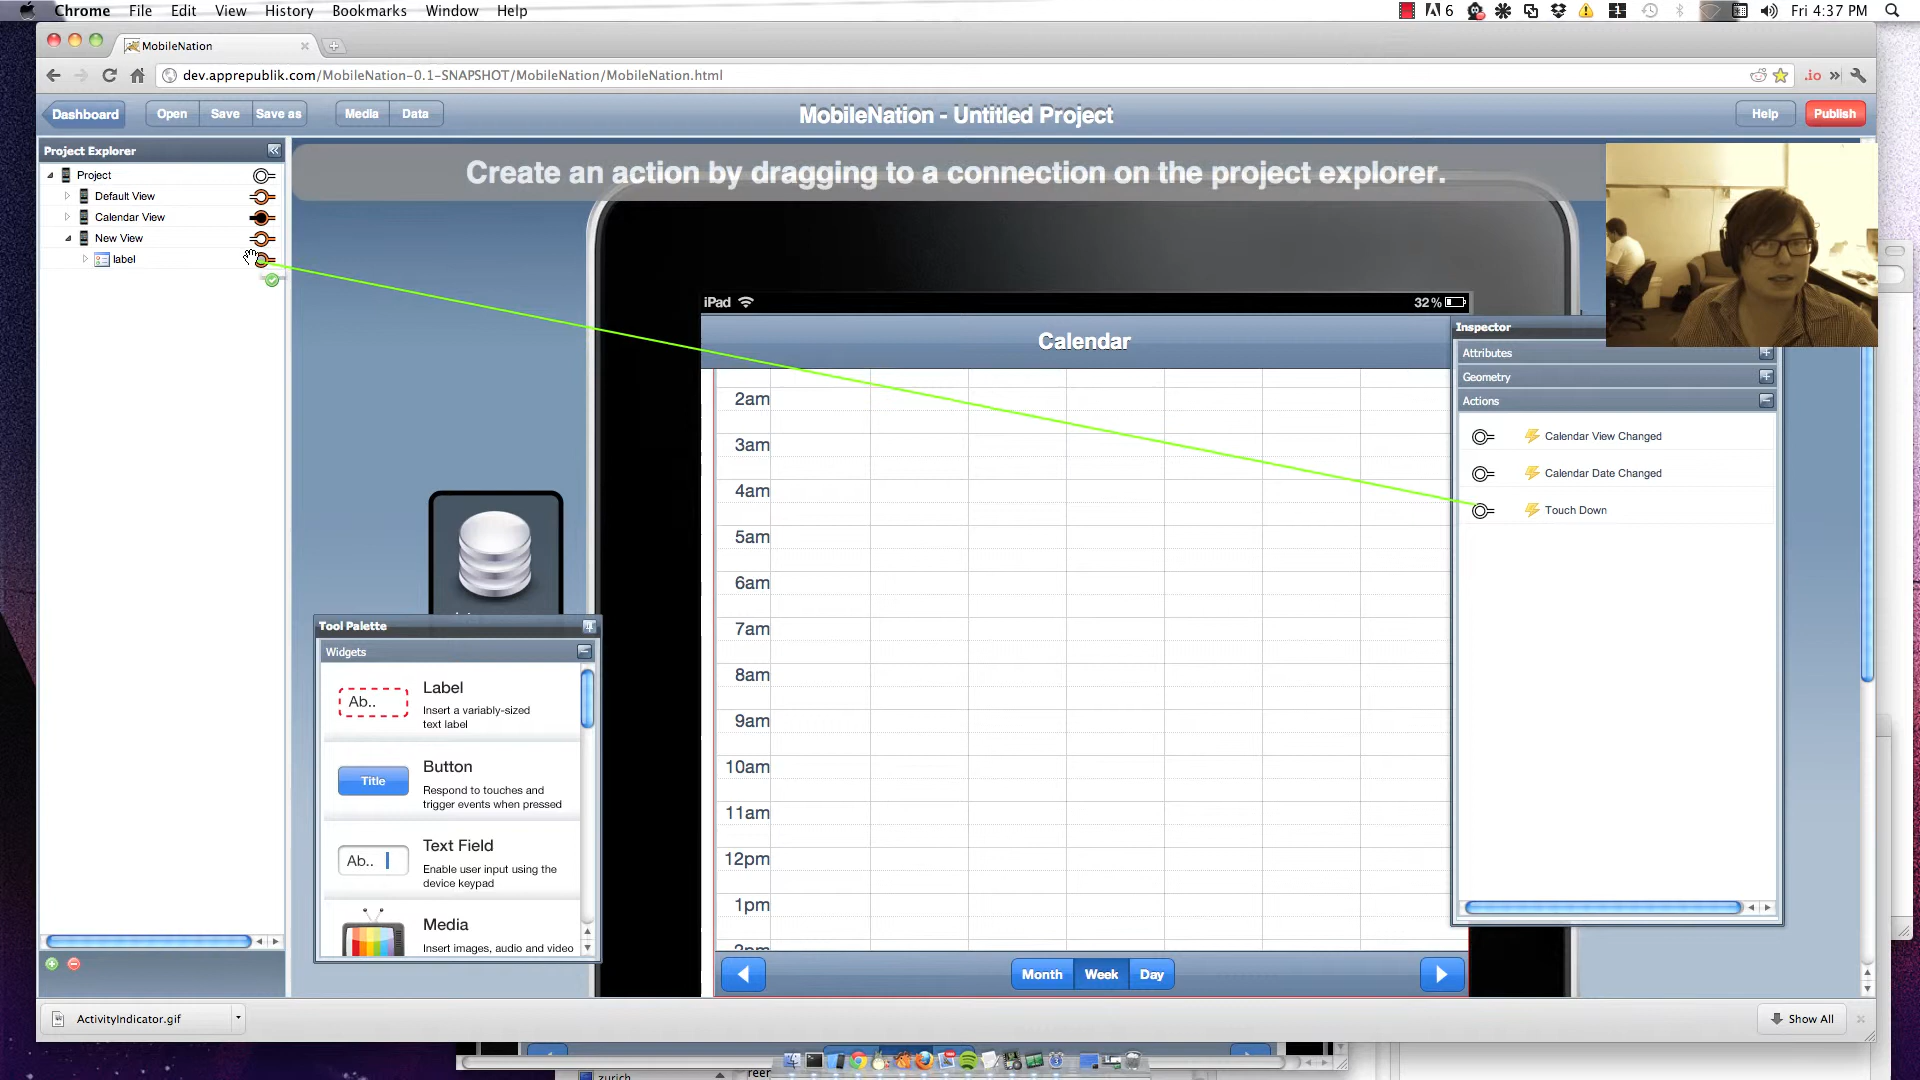 Chrome File Edit View History Bookmarks Window Help
6 Fri 4:37 PM
MobileNation
dev.apprepublik.com/MobileNation-0.1-SNAPSHOT/MobileNation/MobileNation.html
.io »
Dashboard Open Save Save as Media Data
MobileNation - Untitled Project
Help Publish
Project Explorer
Project
Default View
Calendar View
New View
label
Create an action by dragging to a connection on the project explorer.
iPad 32%
Calendar
2am
3am
4am
5am
6am
7am
8am
9am
10am
11am
12pm
1pm
2pm
Month Week Day
Inspector
Attributes
Geometry
Actions
Calendar View Changed
Calendar Date Changed
Touch Down
Tool Palette
Widgets
Ab..
Label
Insert a variably-sized
text label
Title
Button
Respond to touches and
trigger events when pressed
Ab..
Text Field
Enable user input using the
device keypad
Media
Insert images, audio and video
ActivityIndicator.gif
Show All
zurich